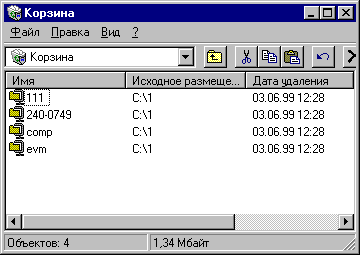 Корзина
Файл Правка Вид ?
Корзина
Имя Исходное размеще... Дата удаления
111 C:\1 03.06.99 12:28
240-0749 C:\1 03.06.99 12:28
comp C:\1 03.06.99 12:28
evm C:\1 03.06.99 12:28
Объектов: 4 1,34 Мбайт